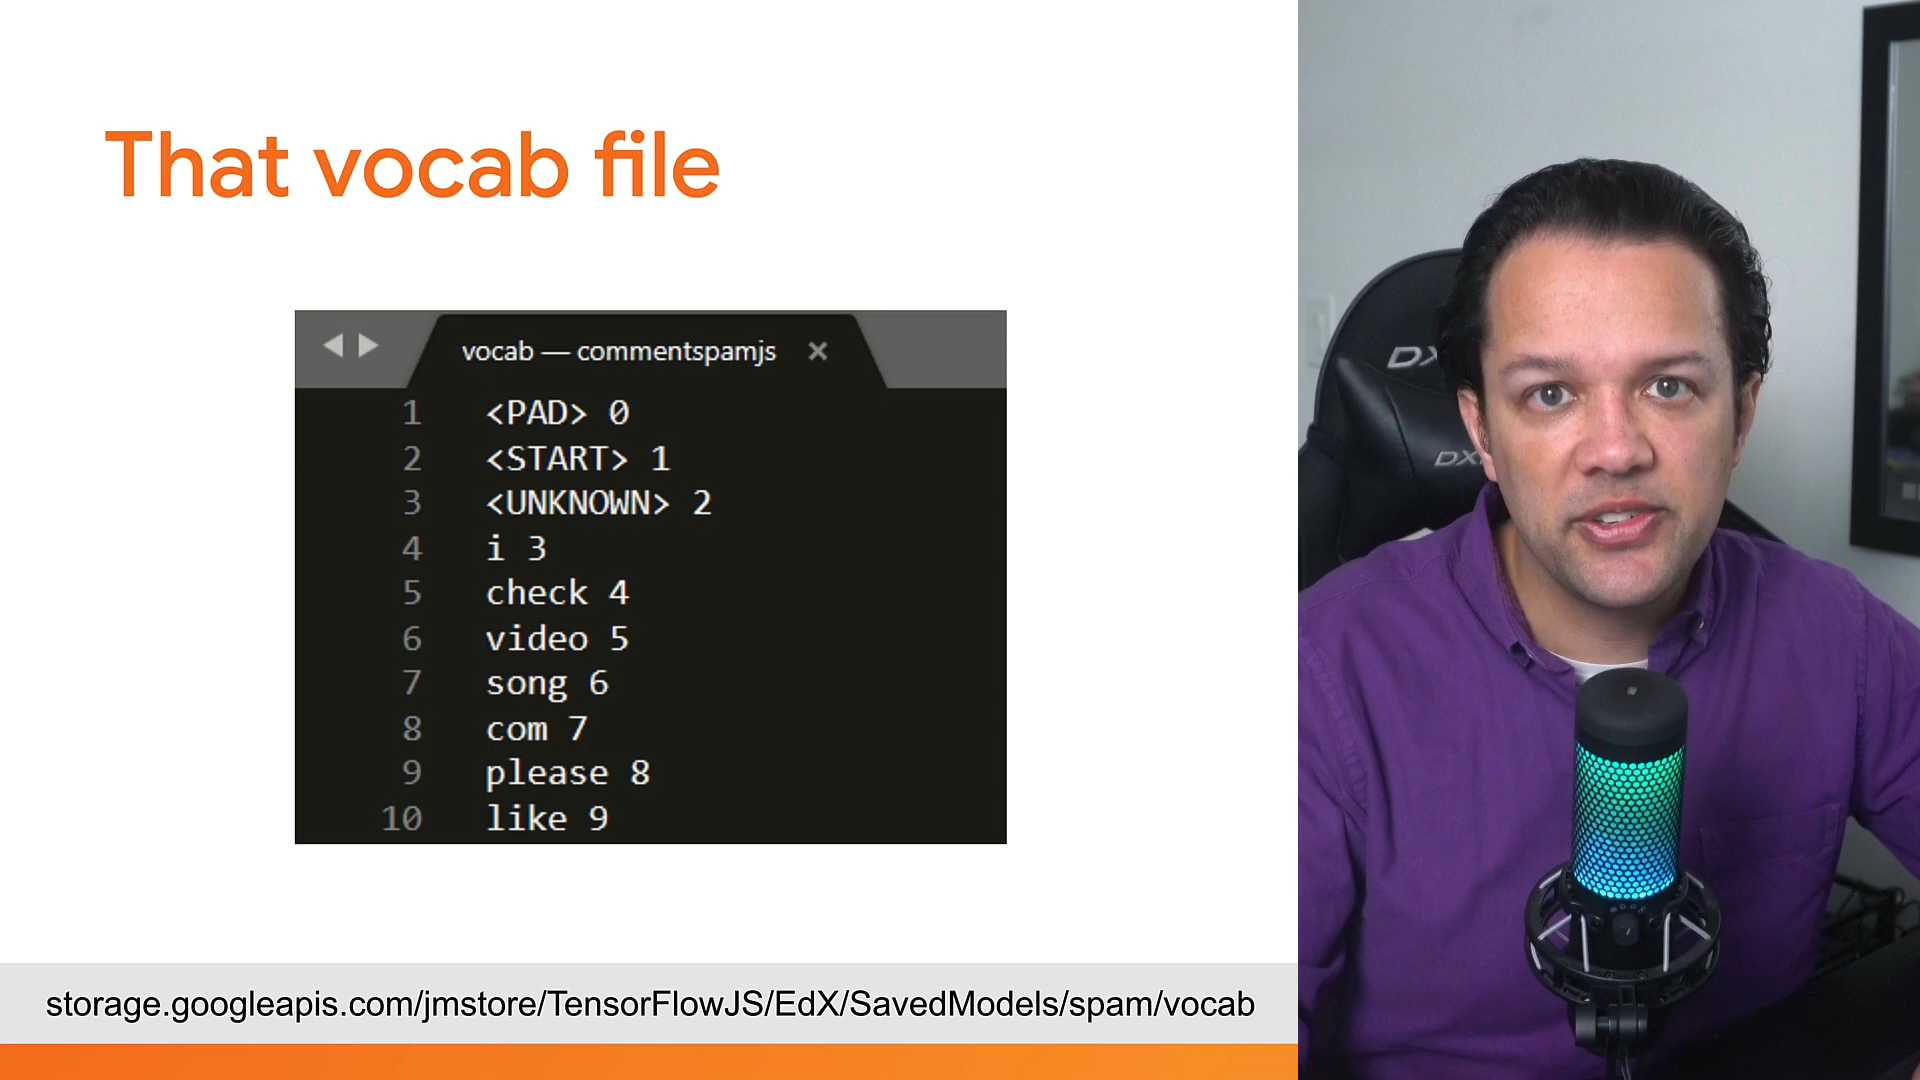 That vocab file
vocab — commentspamjs ×
1 <PAD> 0
2 <START> 1
3 <UNKNOWN> 2
4 i 3
5 check 4
6 video 5
7 song 6
8 com 7
9 please 8
10 like 9
storage.googleapis.com/jmstore/TensorFlowJS/EdX/SavedModels/spam/vocab